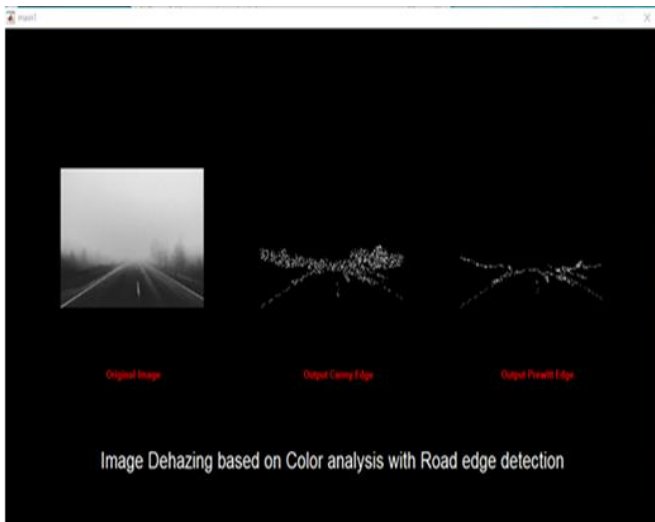 main1
Original Image
Output Canny Edge
Output Prewitt Edge
Image Dehazing based on Color analysis with Road edge detection